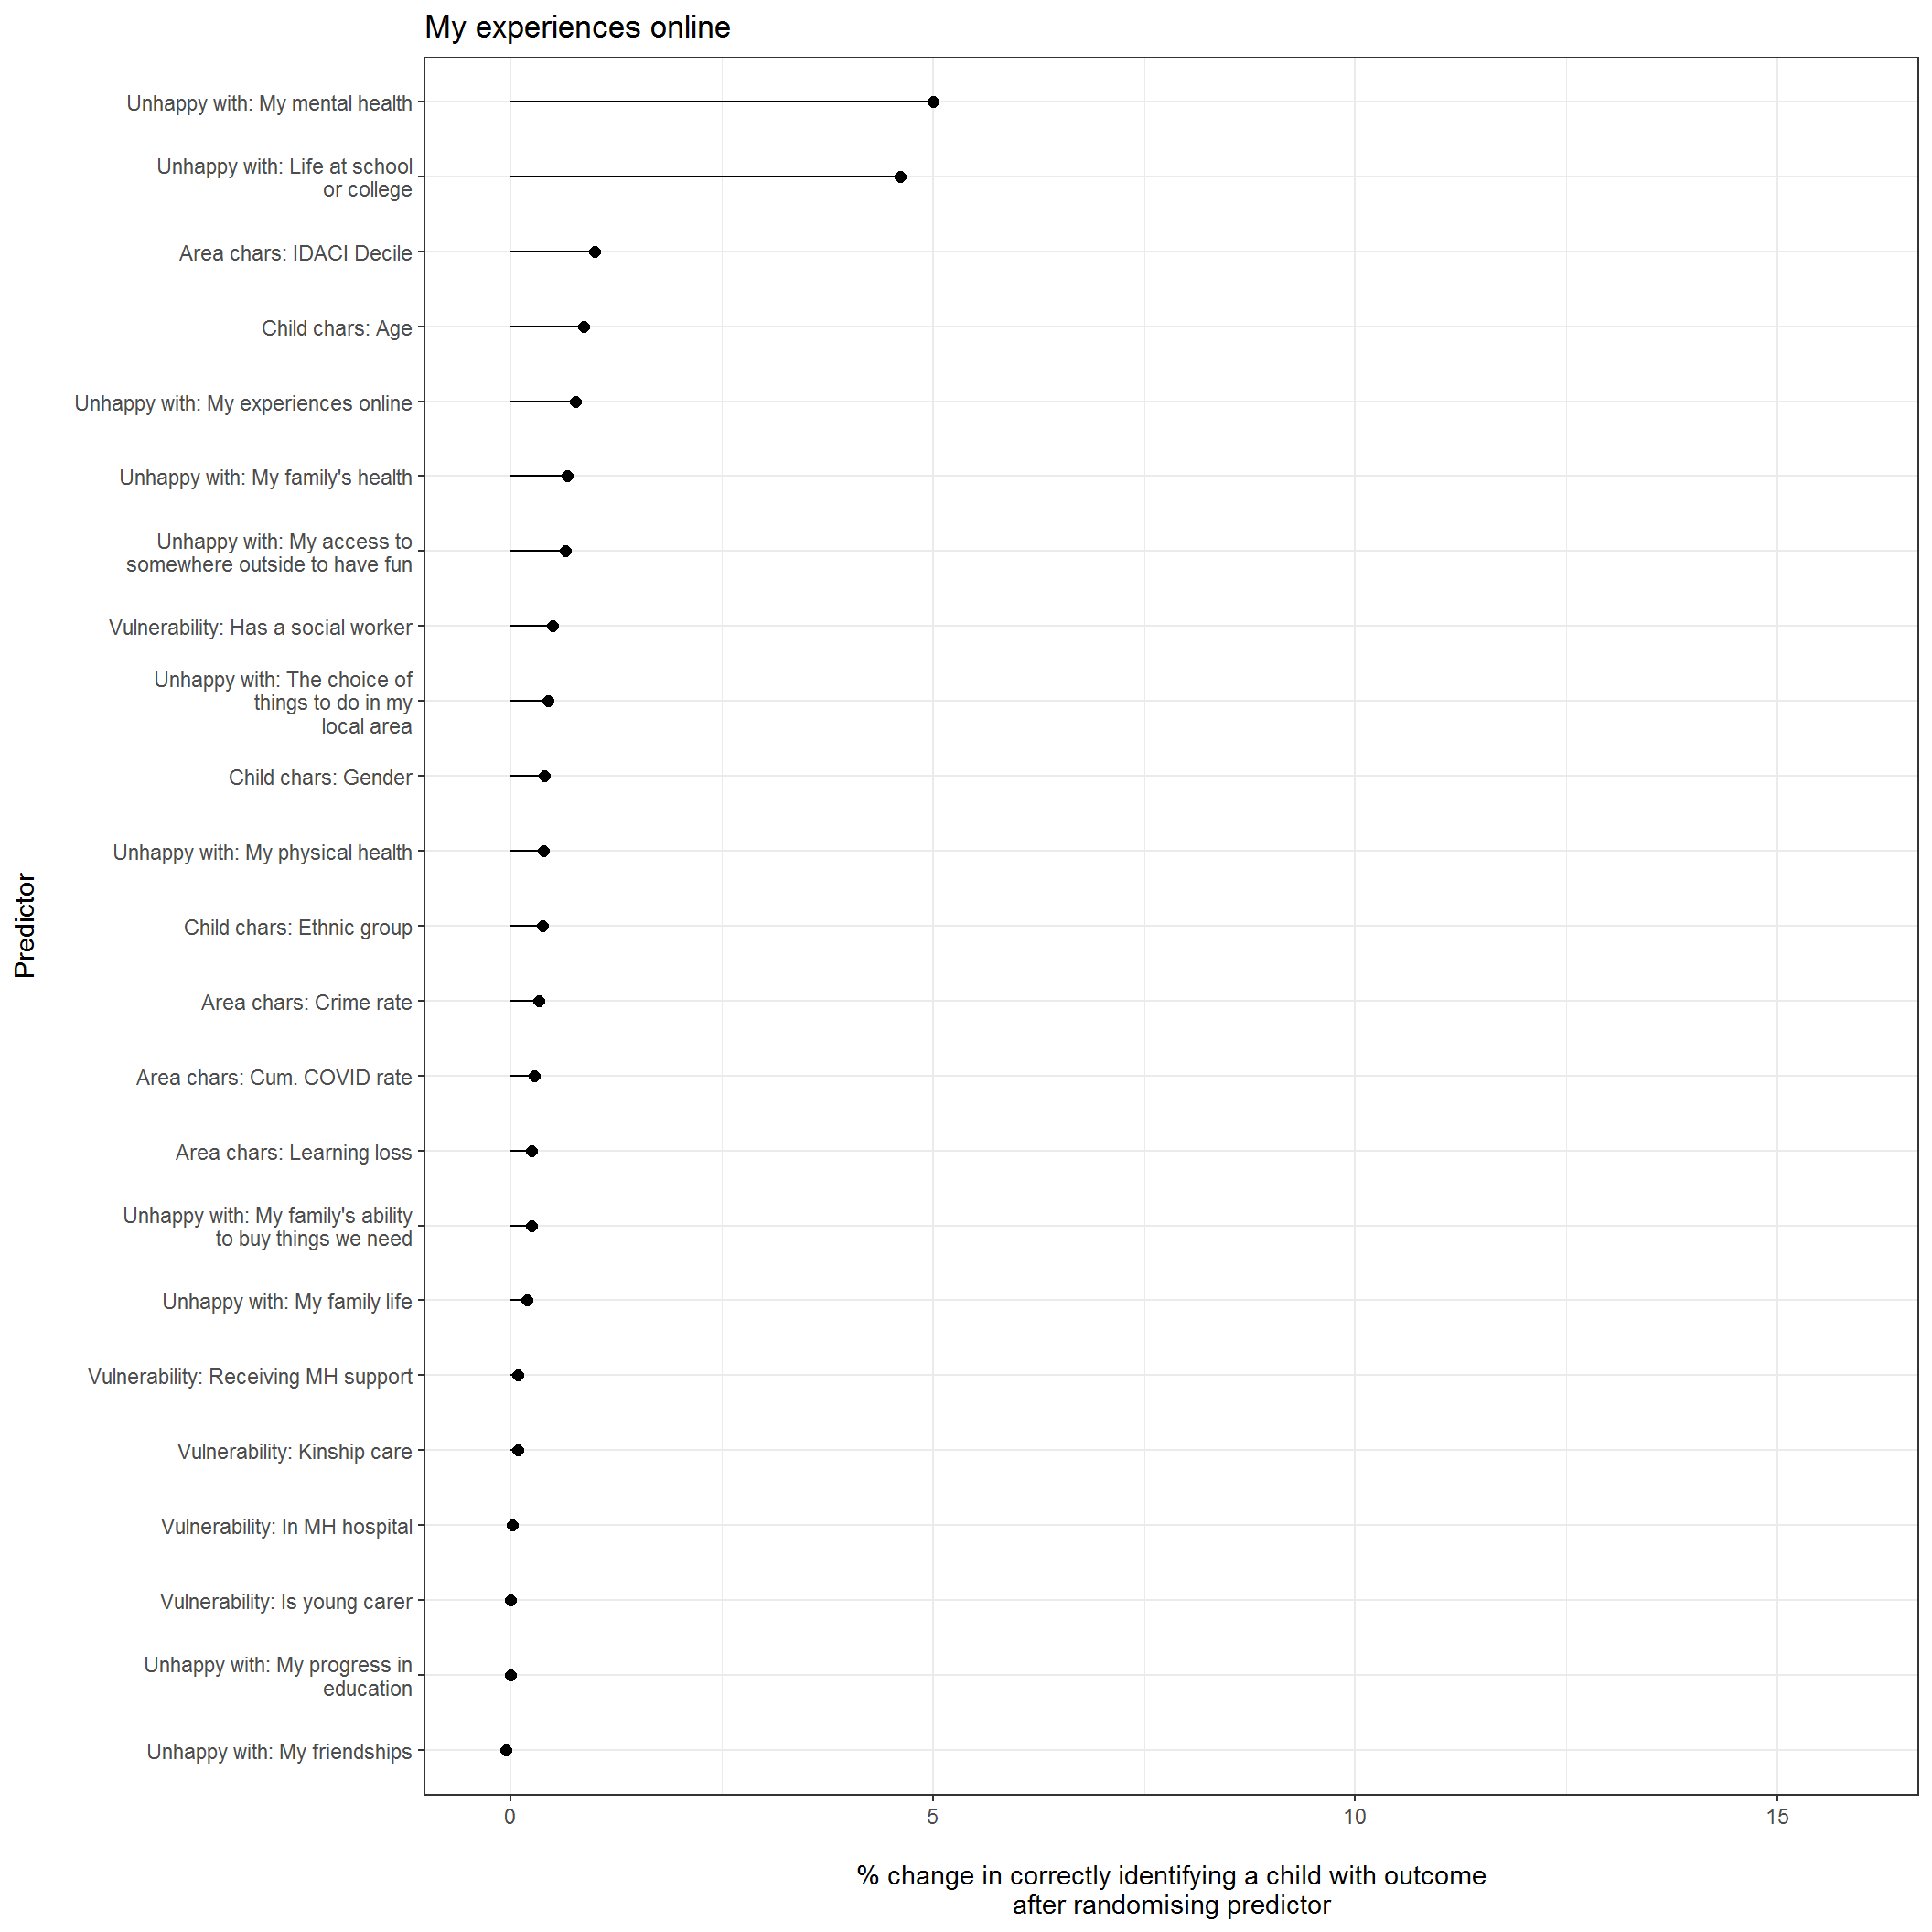 My experiences online
Unhappy with: My mental health
Unhappy with: Life at school
or college
Area chars: IDACI Decile
Child chars: Age
Unhappy with: My experiences online
Unhappy with: My family's health
Unhappy with: My access to
somewhere outside to have fun
Vulnerability: Has a social worker
Unhappy with: The choice of
things to do in my
local area
Child chars: Gender
Unhappy with: My physical health
Child chars: Ethnic group
Area chars: Crime rate
Area chars: Cum. COVID rate
Area chars: Learning loss
Unhappy with: My family's ability
to buy things we need
Unhappy with: My family life
Vulnerability: Receiving MH support
Vulnerability: Kinship care
Vulnerability: In MH hospital
Vulnerability: Is young carer
Unhappy with: My progress in
education
Unhappy with: My friendships
Predictor
0 5 10 15
% change in correctly identifying a child with outcome
after randomising predictor